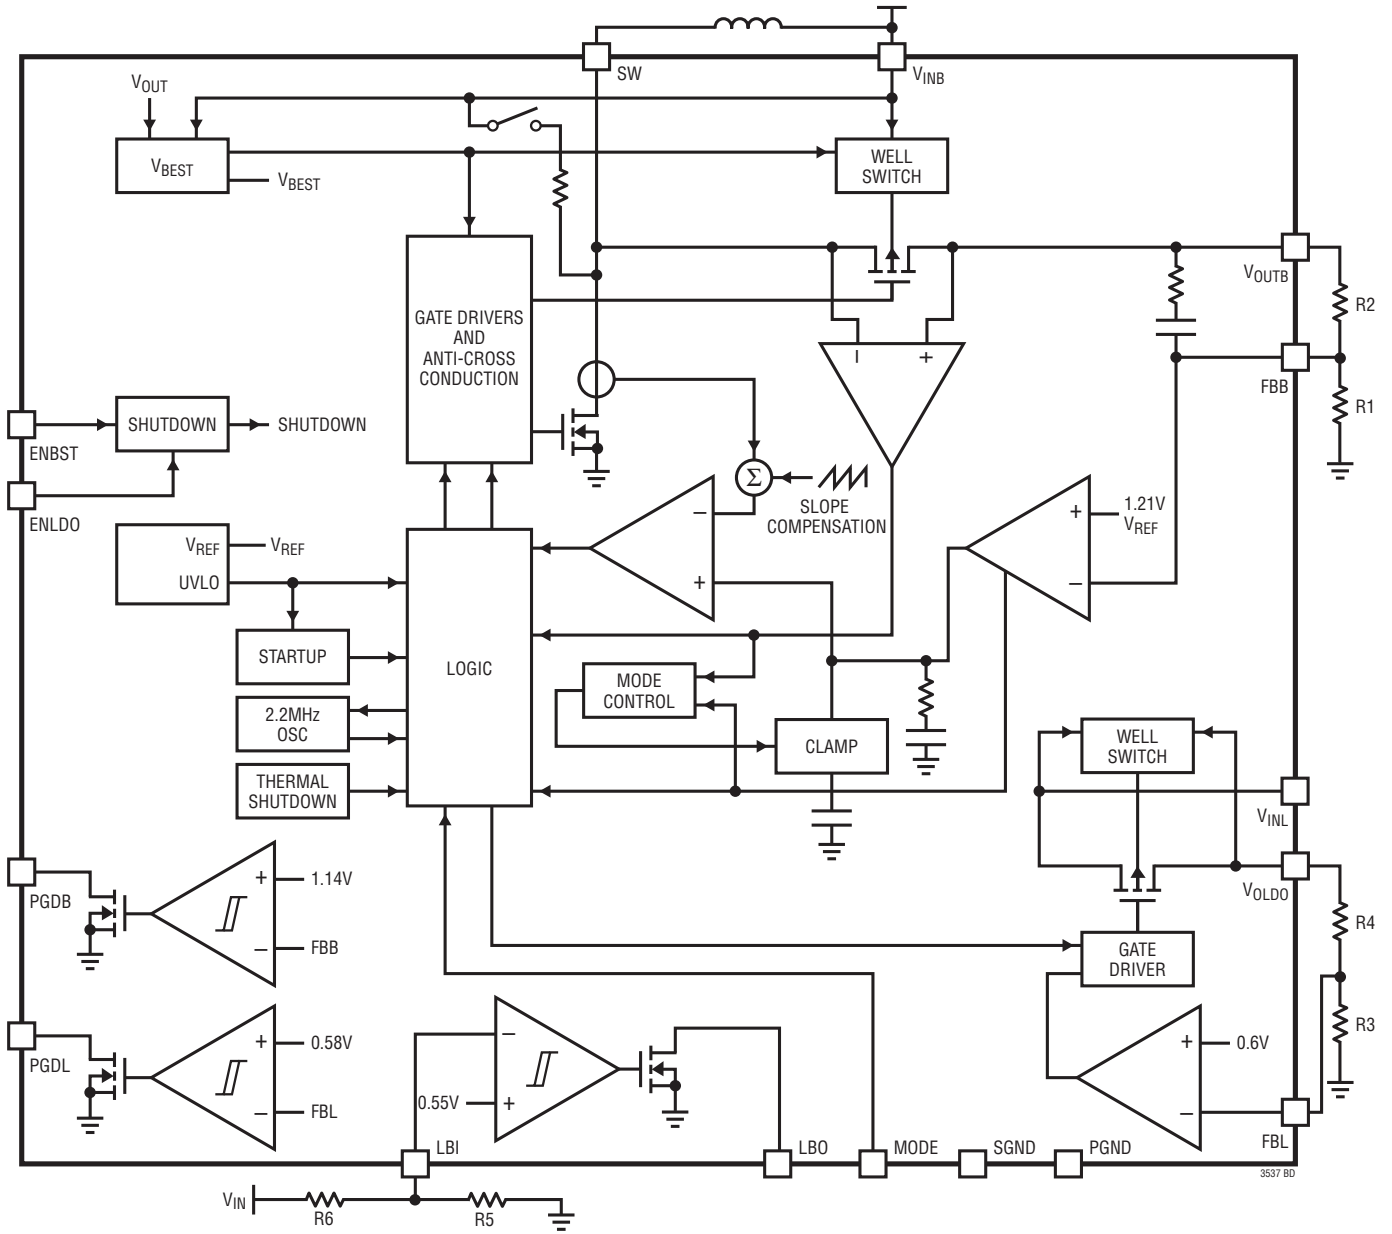 SW
VINB
VOUT
VBEST
VBEST
WELL
SWITCH
VOUTB
R2
GATE DRIVERS
AND
ANTI-CROSS
CONDUCTION
–
+
FBB
R1
ENBST
SHUTDOWN
SHUTDOWN
ENLDO
Σ
SLOPE
COMPENSATION
–
+
+
1.21V
VREF
–
VREF
VREF
UVLO
STARTUP
LOGIC
MODE
CONTROL
2.2MHz
OSC
CLAMP
WELL
SWITCH
THERMAL
SHUTDOWN
VINL
PGDB
+
1.14V
–
FBB
VOLDO
R4
GATE
DRIVER
PGDL
+
0.58V
–
FBL
–
0.55V
+
+
0.6V
–
R3
FBL
LBI
LBO
MODE
SGND
PGND
3537 BD
VIN
R6
R5